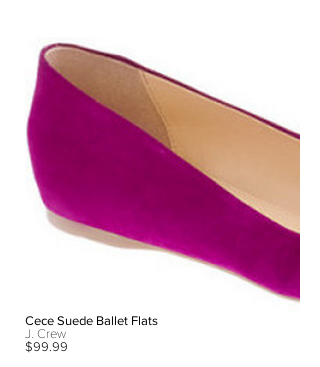 Cece Suede Ballet Flats
J. Crew
$99.99